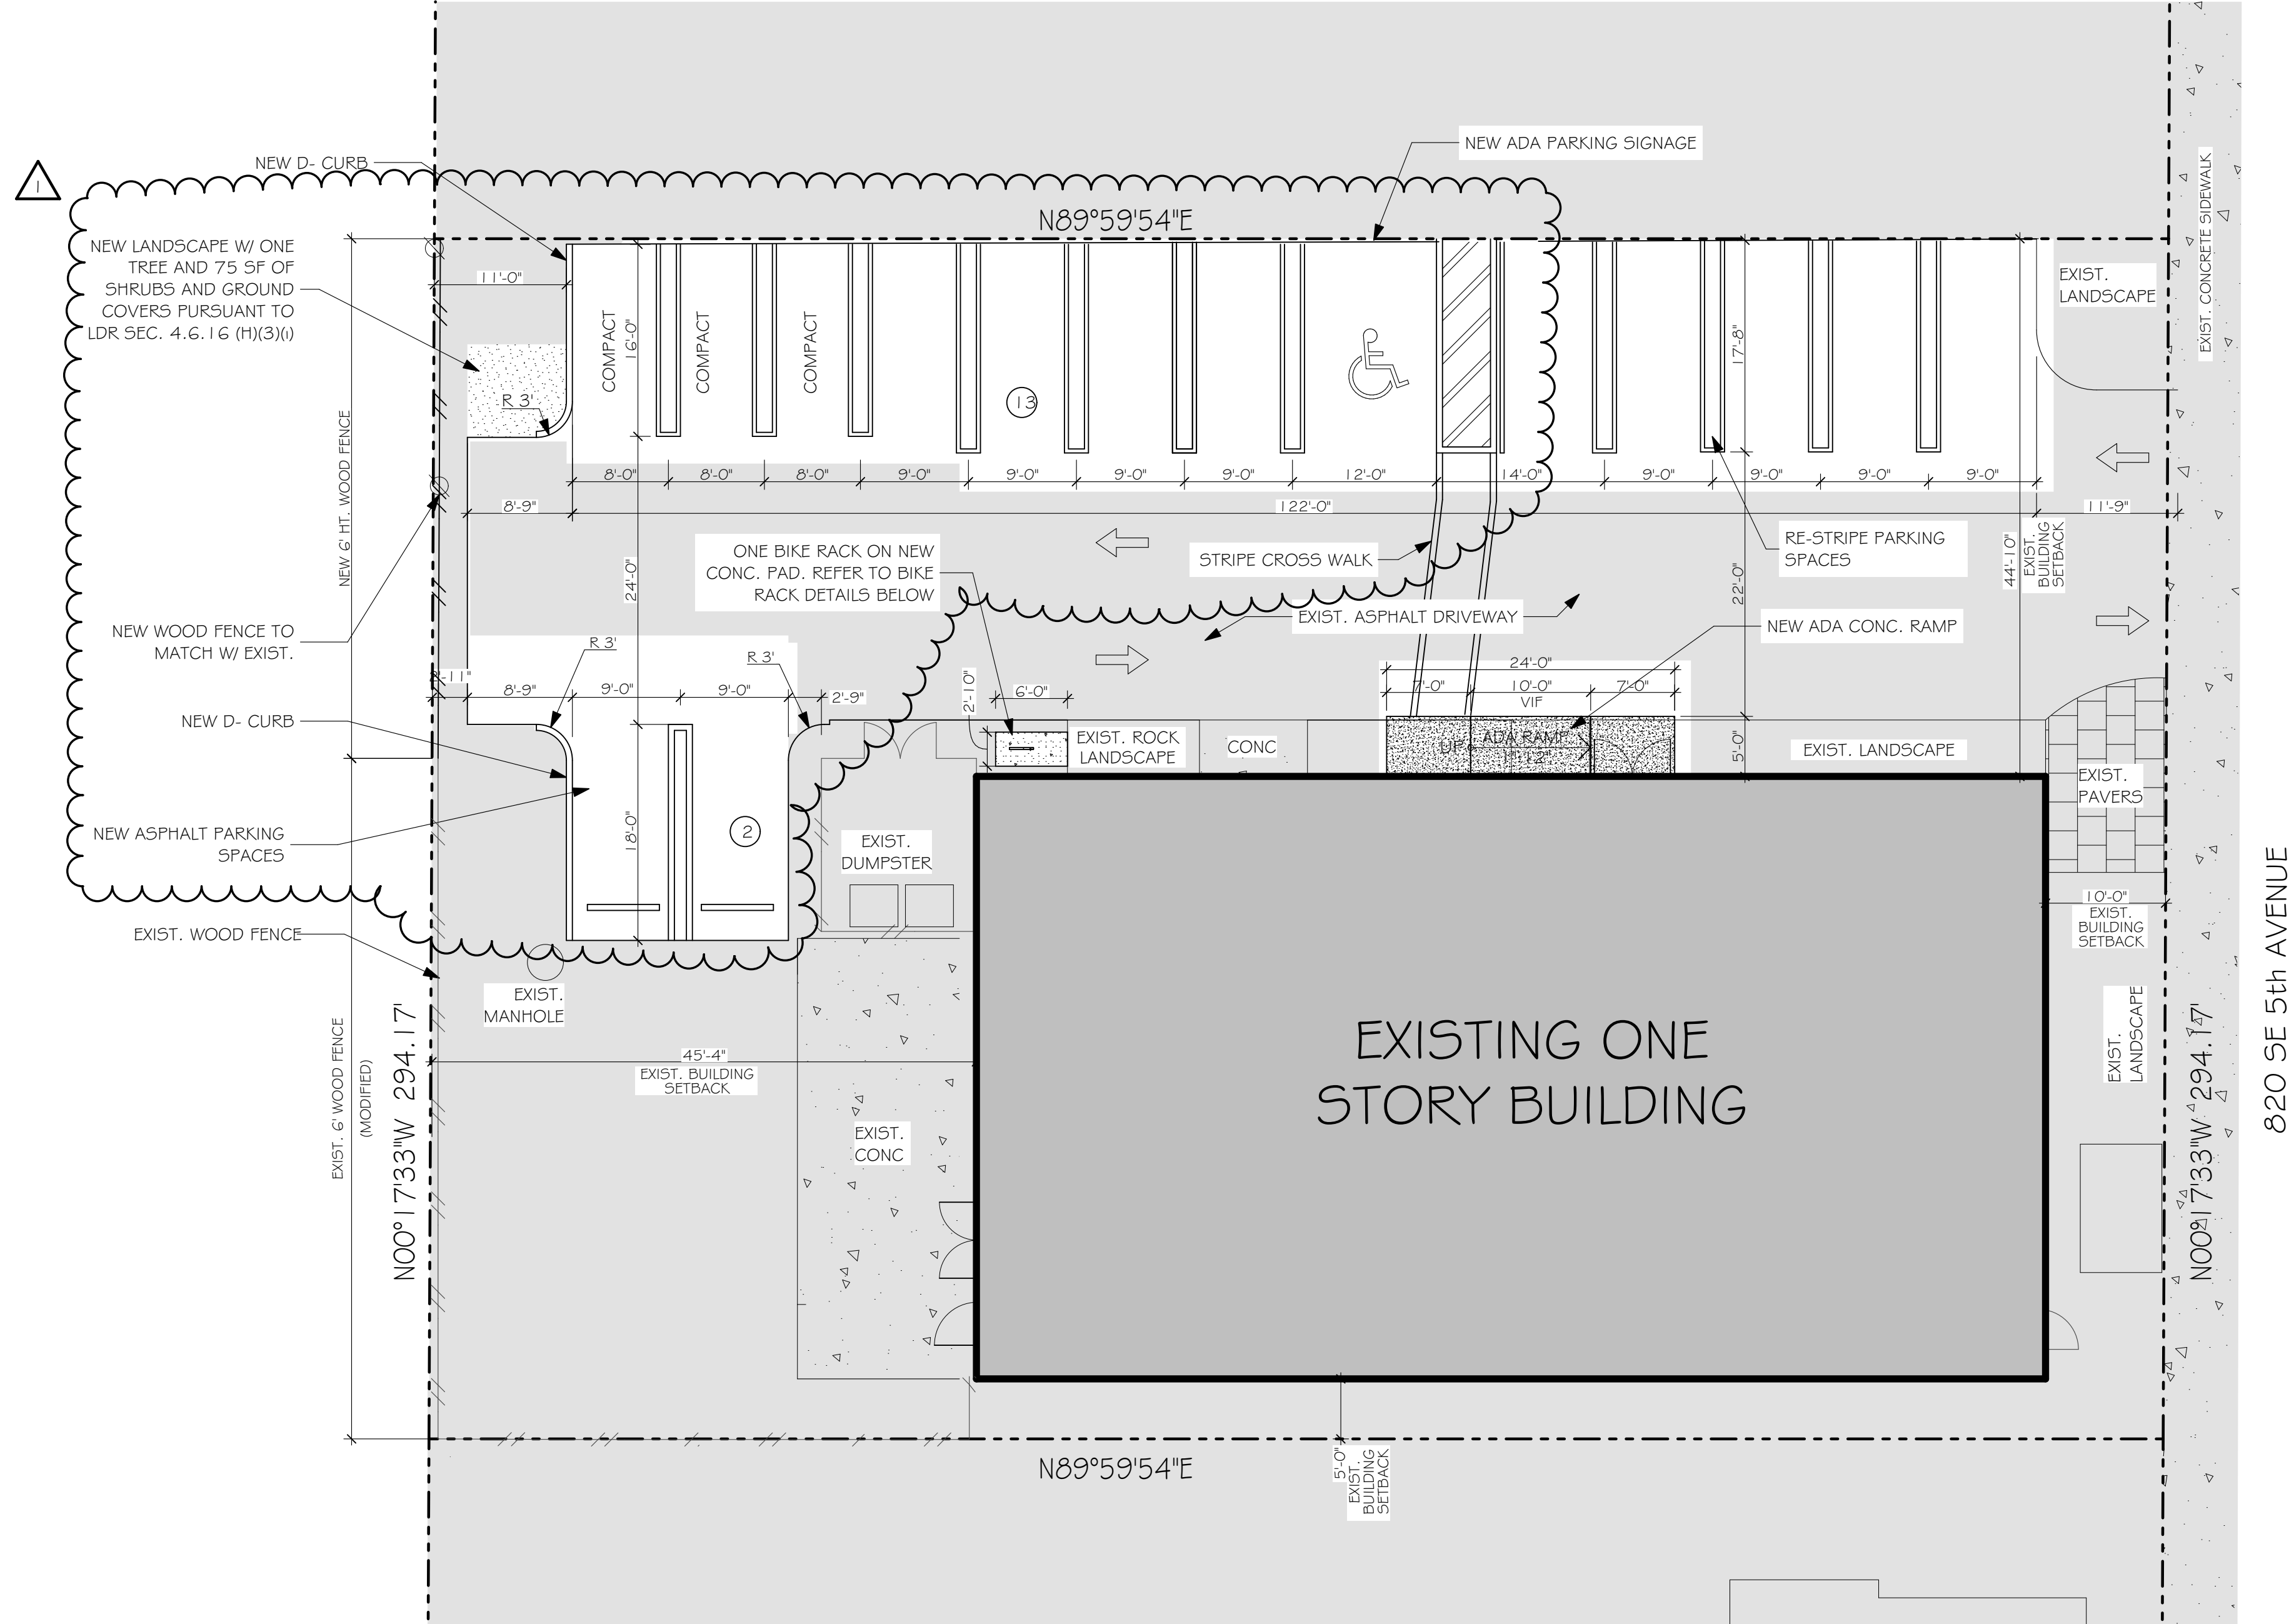 NEW D- CURB
NEW ADA PARKING SIGNAGE
1
N89°59'54"E
NEW LANDSCAPE W/ ONE
TREE AND 75 SF OF
SHRUBS AND GROUND
COVERS PURSUANT TO
LDR SEC. 4.6.16 (H)(3)(i)
11'-0"
R 3'
COMPACT
16'-0"
COMPACT
COMPACT
13
17'-8"
EXIST.
LANDSCAPE
EXIST. CONCRETE SIDEWALK
NEW 6' HT. WOOD FENCE
8'-0"
8'-0"
8'-0"
9'-0"
9'-0"
9'-0"
9'-0"
12'-0"
14'-0"
9'-0"
9'-0"
9'-0"
9'-0"
8'-9"
122'-0"
11'-9"
ONE BIKE RACK ON NEW
CONC. PAD. REFER TO BIKE
RACK DETAILS BELOW
STRIPE CROSS WALK
RE-STRIPE PARKING
SPACES
44'-10"
EXIST.
BUILDING
SETBACK
24'-0"
22'-0"
EXIST. ASPHALT DRIVEWAY
NEW ADA CONC. RAMP
NEW WOOD FENCE TO
MATCH W/ EXIST.
R 3'
R 3'
2'-11"
8'-9"
9'-0"
9'-0"
2'-9"
2'-10"
6'-0"
24'-0"
7'-0"
10'-0"
7'-0"
VIF
NEW D- CURB
EXIST. ROCK
LANDSCAPE
CONC
UP
ADA RAMP
1:12"
5'-0"
EXIST. LANDSCAPE
EXIST.
PAVERS
NEW ASPHALT PARKING
SPACES
18'-0"
2
EXIST.
DUMPSTER
EXIST. WOOD FENCE
10'-0"
EXIST.
BUILDING
SETBACK
EXIST.
MANHOLE
45'-4"
EXIST. BUILDING
SETBACK
EXIST. 6' WOOD FENCE
(MODIFIED)
N00°17'33"W 294.17'
EXIST.
CONC
EXISTING ONE
STORY BUILDING
EXIST.
LANDSCAPE
N00°17'33"W 294.17'
820 SE 5th AVENUE
N89°59'54"E
5'-0"
EXIST.
BUILDING
SETBACK